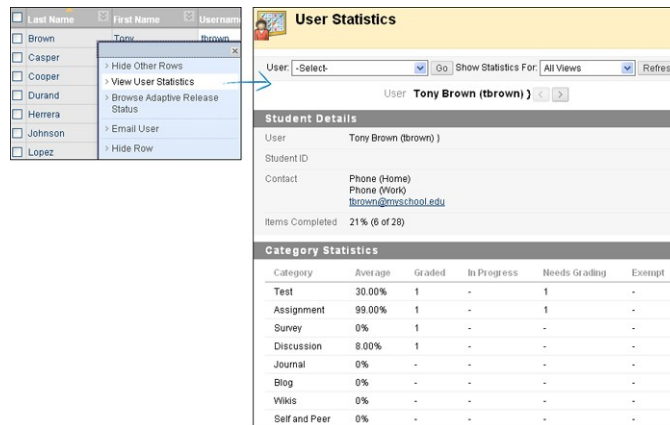 Last Name First Name Usernam
Brown Tony tbrown
Casper
Cooper
Durand
Herrera
Johnson
Lopez
x
> Hide Other Rows
> View User Statistics
> Browse Adaptive Release
Status
> Email User
> Hide Row
User Statistics
User: -Select- Go Show Statistics For: All Views Refres
User Tony Brown (tbrown) ) < >
Student Details
User Tony Brown (tbrown) )
Student ID
Contact Phone (Home)
Phone (Work)
tbrown@myschool.edu
Items Completed 21% (6 of 28)
Category Statistics
Category Average Graded In Progress Needs Grading Exempt
Test 30.00% 1 - 1 -
Assignment 99.00% 1 - 1 -
Survey 0% 1 - - -
Discussion 8.00% 1 - - -
Journal 0% - - - -
Blog 0% - - - -
Wikis 0% - - - -
Self and Peer 0% - - - -